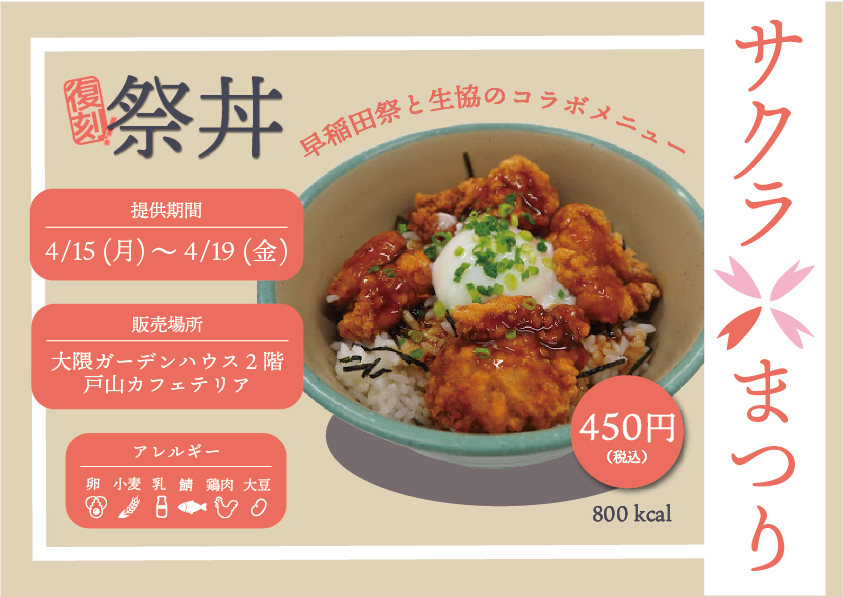 サクラまつり
復刻!
祭丼
早稲田祭と生協のコラボメニュー
提供期間
4/15 (月) ～ 4/19 (金)
販売場所
大隈ガーデンハウス2階
戸山カフェテリア
アレルギー
卵 小麦 乳 鯖 鶏肉 大豆
450円
(税込)
800 kcal